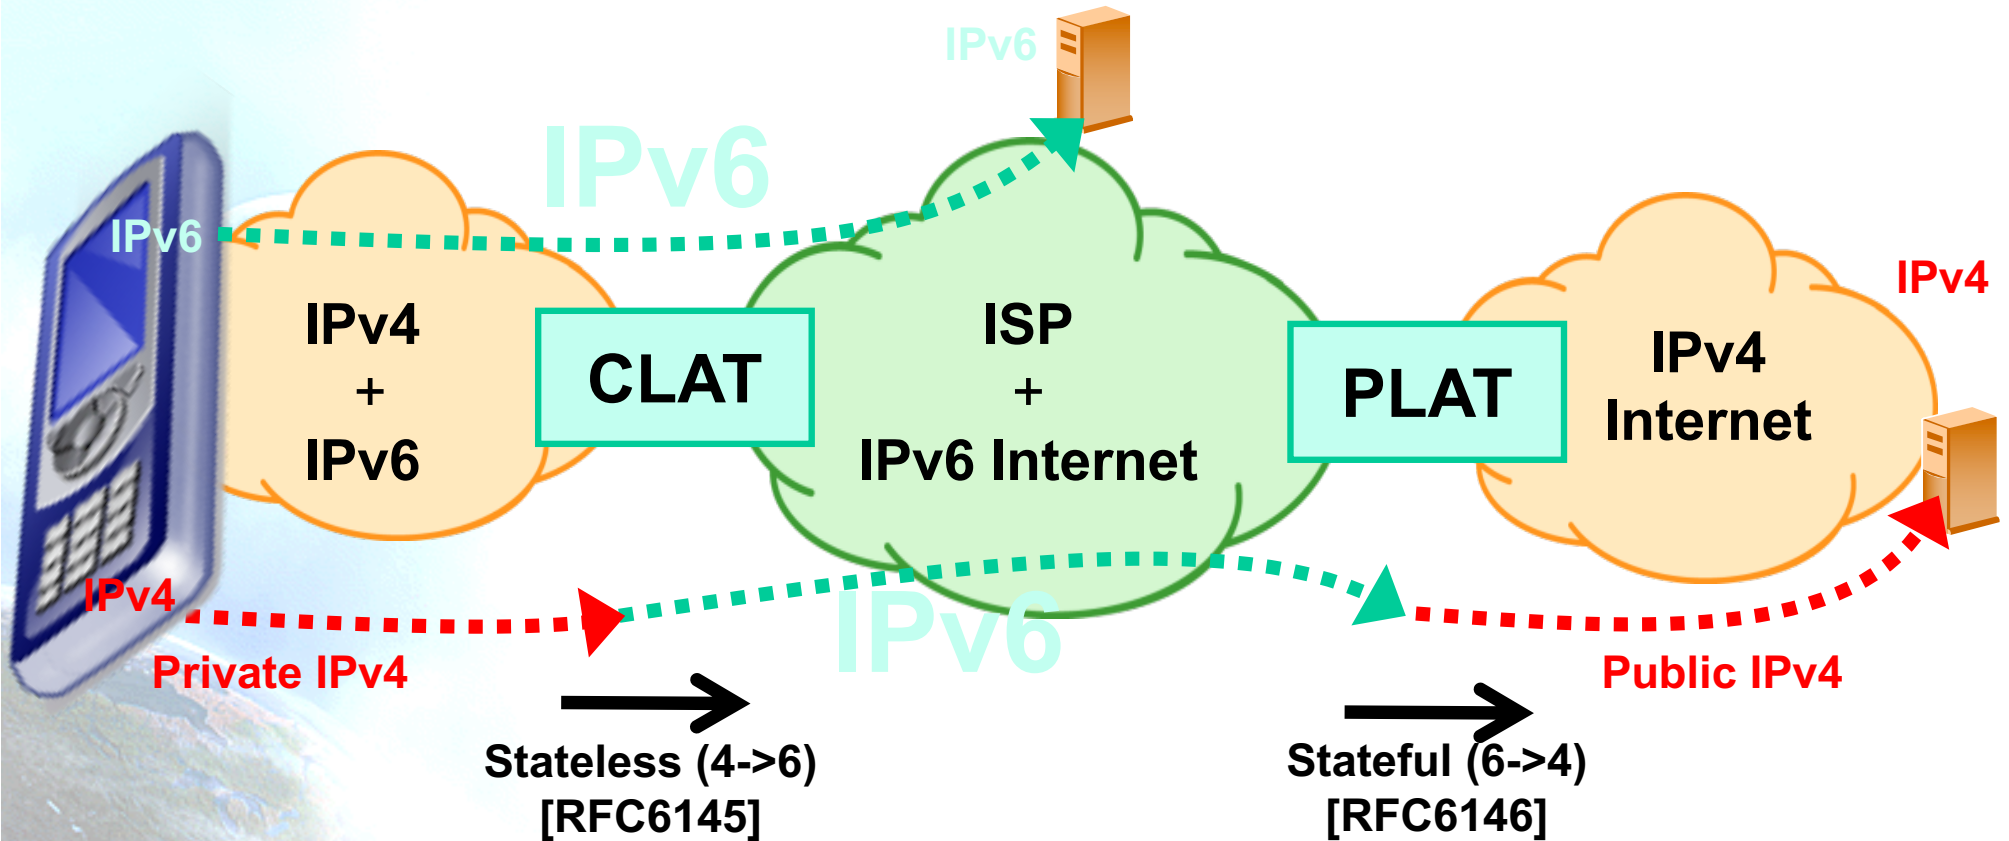 IPv6
IPv6
IPv6
IPv4
+
IPv6
CLAT
ISP
+
IPv6 Internet
PLAT
IPv4
Internet
IPv4
IPv4
Private IPv4
IPv6
Public IPv4
Stateless (4->6)
[RFC6145]
Stateful (6->4)
[RFC6146]